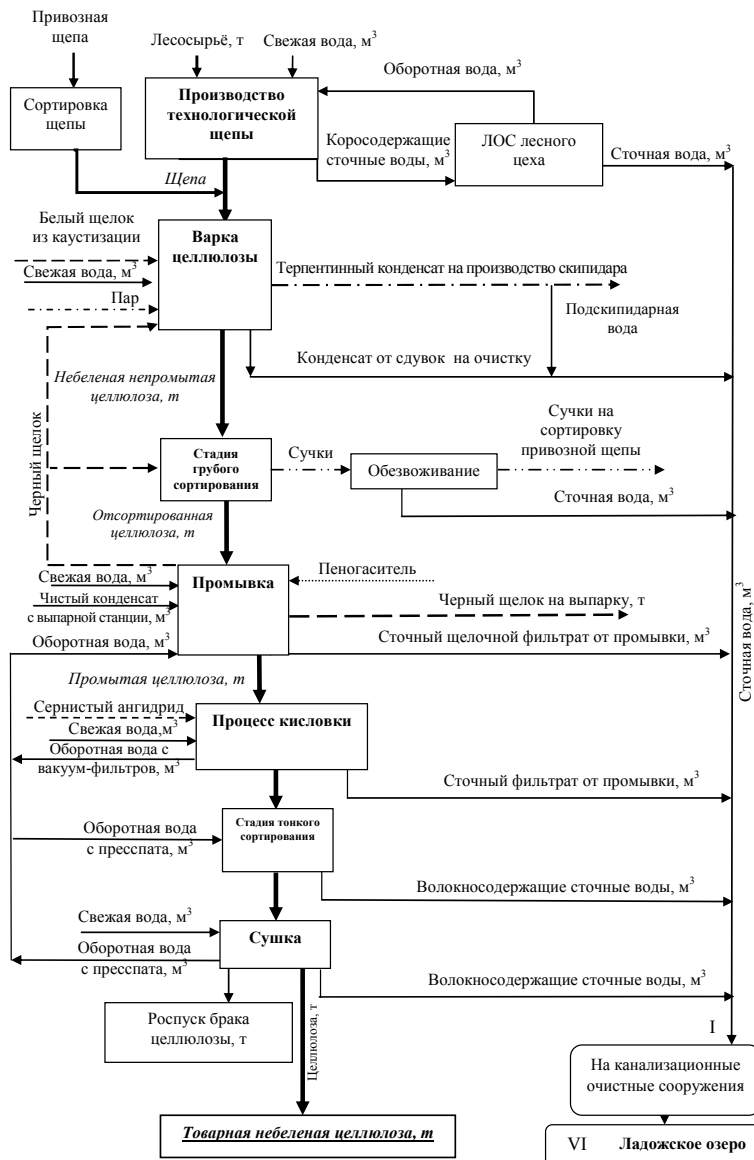 Привозная
щепа
Лесосырьё, т
Свежая вода, м³
Оборотная вода, м³
Сортировка
щепы
Производство
технологической
щепы
Коросодержащие
сточные воды, м³
ЛОС лесного
цеха
Сточная вода, м³
Щепа
Белый щелок
из каустизации
Свежая вода, м³
Пар
Варка
целлюлозы
Терпентинный конденсат на производство скипидара
Подскипидарная
вода
Конденсат от сдувок на очистку
Небеленая непромытая
целлюлоза, т
Черный щелок
Стадия
грубого
сортирования
Сучки
Обезвоживание
Сучки на
сортировку
привозной щепы
Сточная вода, м³
Отсортированная
целлюлоза, т
Свежая вода, м³
Чистый конденсат
с выпарной станции, м³
Оборотная вода, м³
Промывка
Пеногаситель
Черный щелок на выпарку, т
Сточный щелочной фильтрат от промывки, м³
Сточная вода, м³
Промытая целлюлоза, т
Сернистый ангидрид
Свежая вода,м³
Оборотная вода с
вакуум-фильтров, м³
Процесс кисловки
Сточный фильтрат от промывки, м³
Оборотная вода
с пресспата, м³
Стадия тонкого
сортирования
Волокносодержащие сточные воды, м³
Свежая вода, м³
Оборотная вода
с пресспата, м³
Сушка
Волокносодержащие сточные воды, м³
Роспуск брака
целлюлозы, т
Целлюлоза, т
I
На канализационные
очистные сооружения
Товарная небеленая целлюлоза, т
VI Ладожское озеро